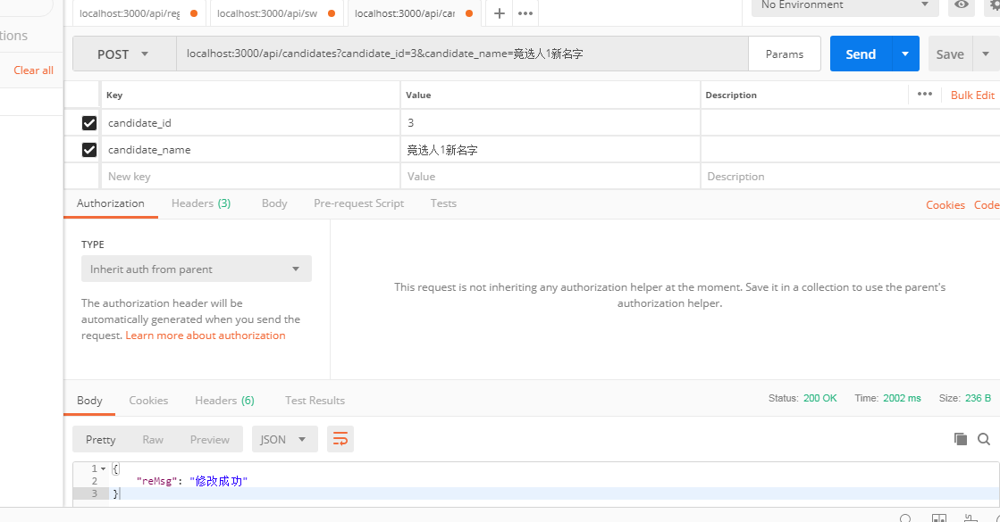 localhost:3000/api/reg
localhost:3000/api/sw
localhost:3000/api/car
No Environment
tions
Clear all
POST
localhost:3000/api/candidates?candidate_id=3&candidate_name=竟选人1新名字
Params
Send
Save
Key
Value
Description
Bulk Edit
candidate_id
3
candidate_name
竟选人1新名字
New key
Value
Description
Authorization
Headers (3)
Body
Pre-request Script
Tests
Cookies
Code
TYPE
Inherit auth from parent
The authorization header will be
automatically generated when you send the
request. Learn more about authorization
This request is not inheriting any authorization helper at the moment. Save it in a collection to use the parent's
authorization helper.
Body
Cookies
Headers (6)
Test Results
Status: 200 OK
Time: 2002 ms
Size: 236 B
Pretty
Raw
Preview
JSON
1 {
2 "reMsg": "修改成功"
3 }